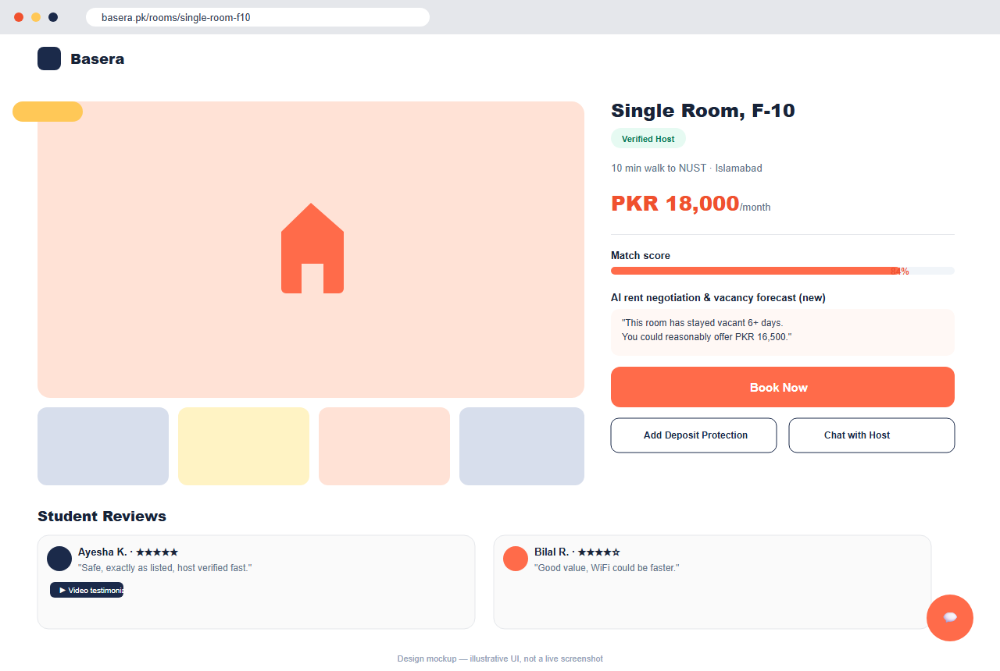 basera.pk/rooms/single-room-f10
Basera
Single Room, F-10
Verified Host
10 min walk to NUST · Islamabad
PKR 18,000/month
Match score
84%
AI rent negotiation & vacancy forecast (new)
"This room has stayed vacant 6+ days.
You could reasonably offer PKR 16,500."
Book Now
Add Deposit Protection
Chat with Host
Student Reviews
Ayesha K. · ★★★★★
"Safe, exactly as listed, host verified fast."
▶ Video testimonia
Bilal R. · ★★★★☆
"Good value, WiFi could be faster."
Design mockup — illustrative UI, not a live screenshot